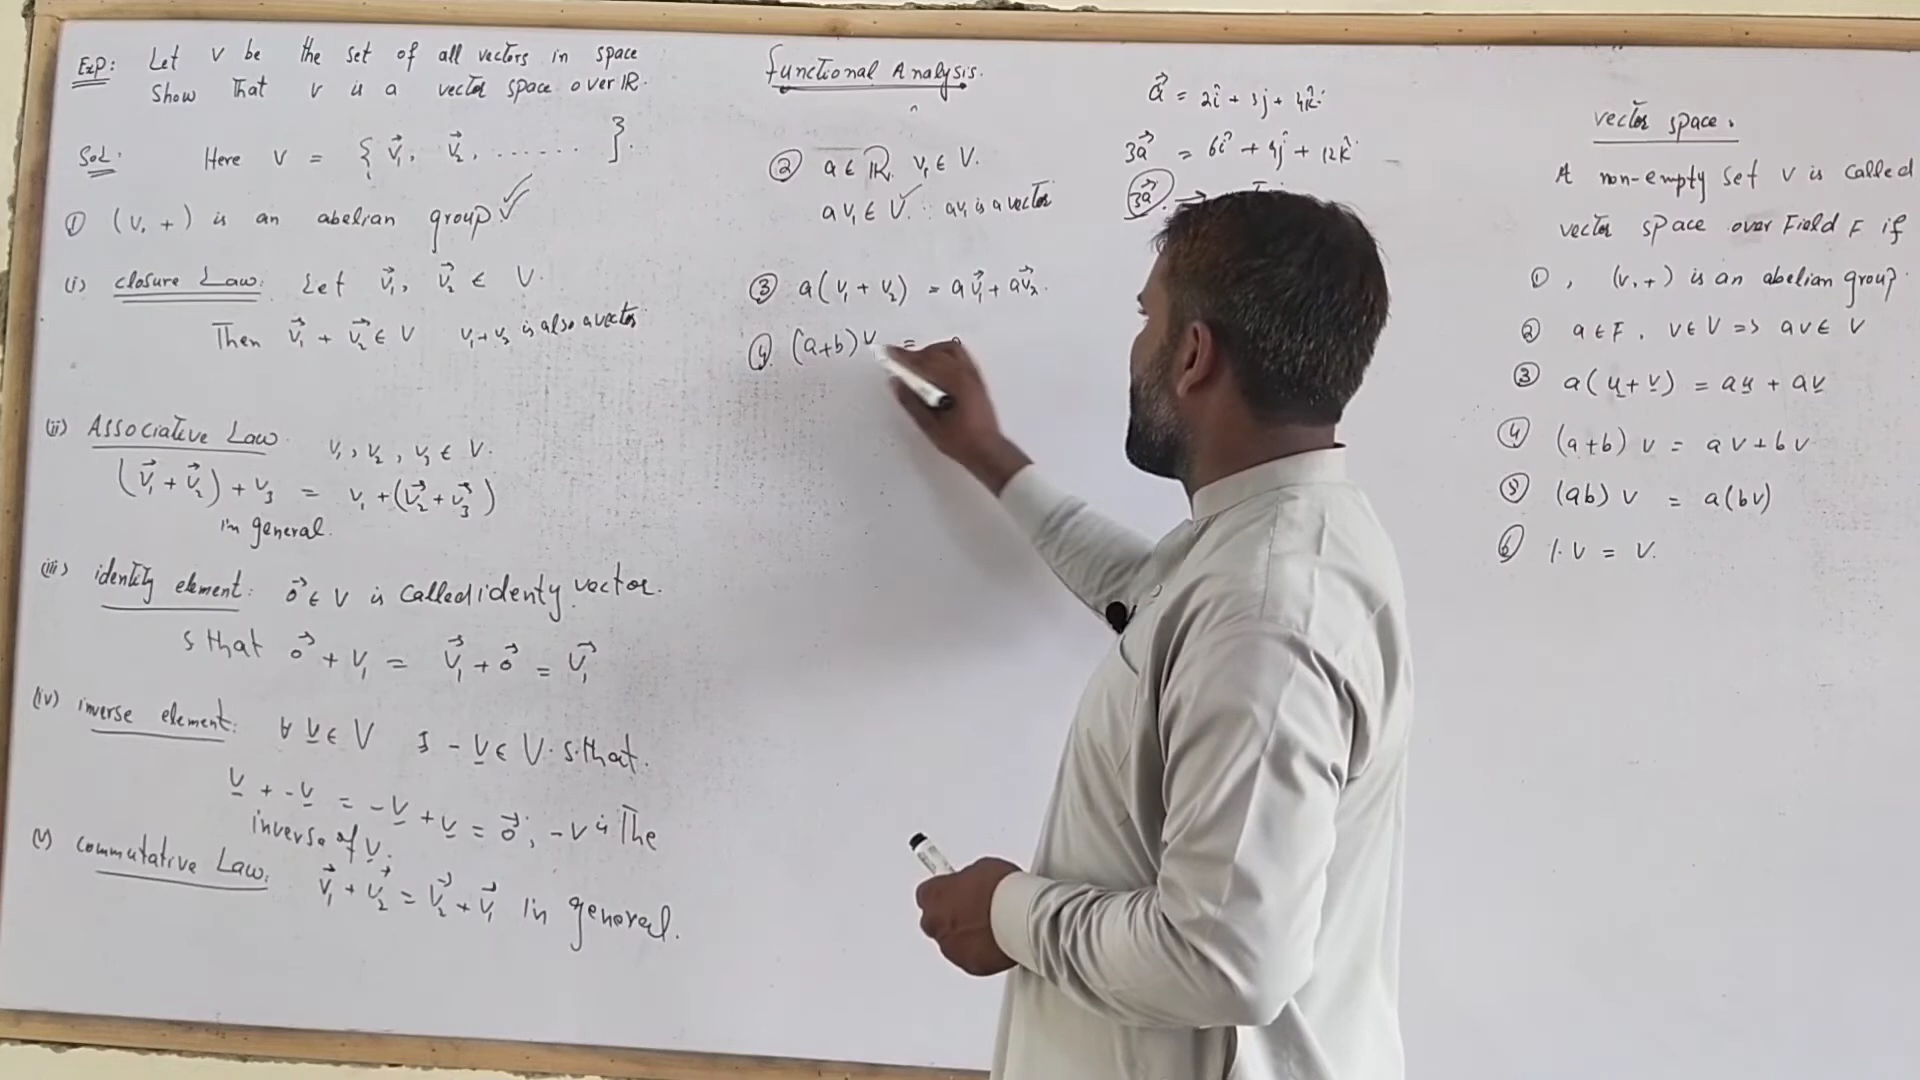 Exp: Let V be the set of all vectors in space
Show That V is a vector space over IR.
Sol: Here V = { v⃗₁, v⃗₂, ...... }.
① (V, +) is an abelian group ✓
(i) closure Law: Let v⃗₁, v⃗₂ ∈ V.
Then v⃗₁ + v⃗₂ ∈ V v₁+v₂ is also a vector
(ii) Associative Law v₁, v₂, v₃ ∈ V.
(v⃗₁ + v⃗₂) + v₃ = v₁ + (v⃗₂ + v⃗₃)
in general.
(iii) identity element: o⃗ ∈ V is called identy vector.
s that o⃗ + v₁ = v⃗₁ + o⃗ = v⃗₁
(iv) inverse element: ∀ v ∈ V ∃ - v ∈ V. s.that.
v + -v = -v + v = o⃗; -v is The
inverse of v.
(v) commutative Law: v⃗₁ + v⃗₂ = v⃗₂ + v⃗₁ in general.
Functional Analysis.
② a ∈ IR, v₁ ∈ V.
av₁ ∈ V ∵ av₁ is a vector
③ a(v₁ + v₂) = av⃗₁ + av⃗₂.
④ (a+b) v =
a⃗ = 2î + 3j + 4k̂
3a⃗ = 6î + 9j + 12k̂
3a⃗ →
vector space.
A non-empty set V is called
vector space over Field F if
①, (V, +) is an abelian group.
② a ∈ F, v ∈ V => av ∈ V
③ a(u + v) = au + av
④ (a+b) v = av + bv
⑤ (ab) v = a(bv)
⑥ 1.v = v.